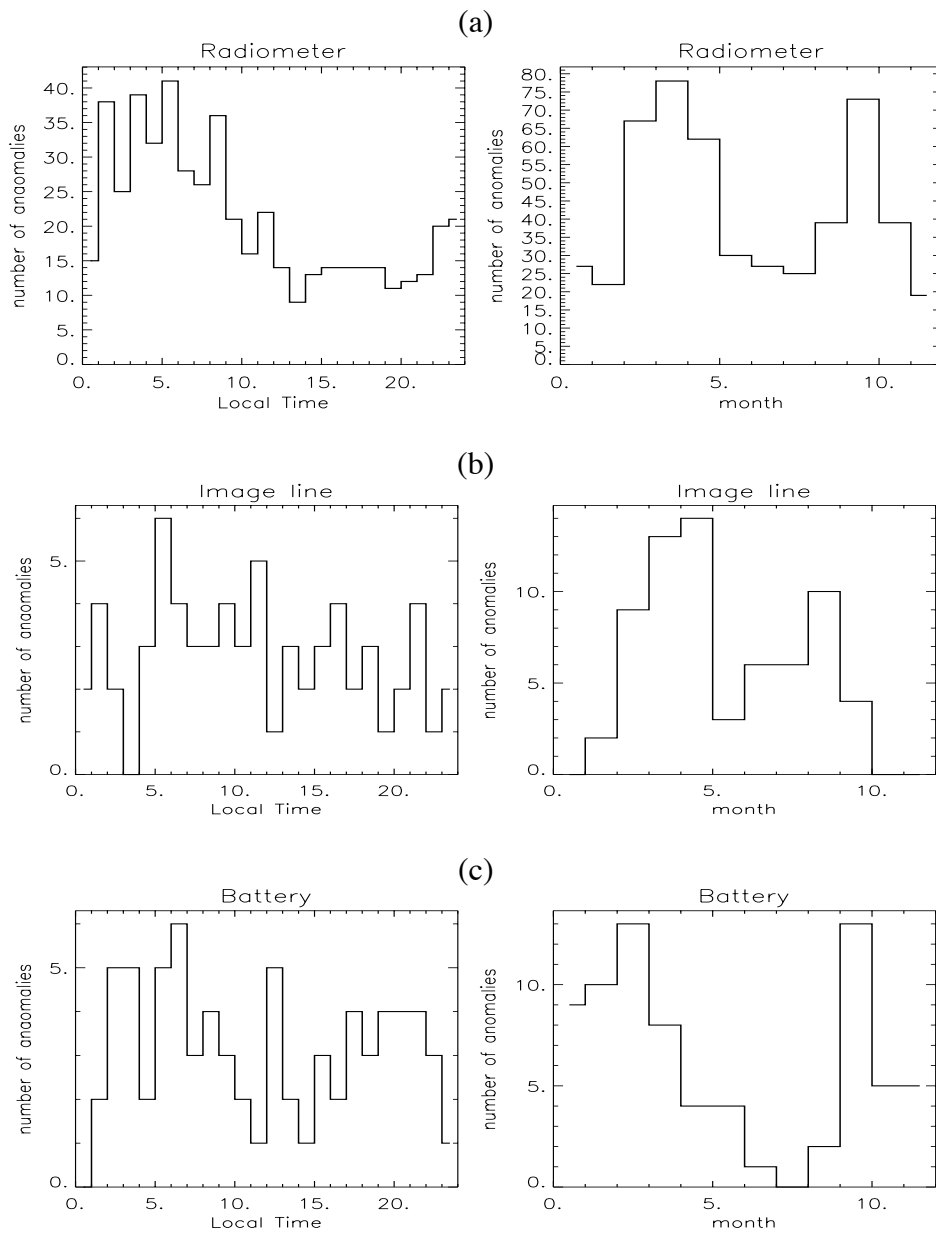 (a)
Radiometer
Radiometer
number of anaomalies
40.
35.
30.
25.
20.
15.
10.
5.
0.
0. 5. 10. 15. 20.
Local Time
number of anomalies
80.
75.
70.
65.
60.
55.
50.
45.
40.
35.
30.
25.
20.
15.
10.
5.
0.
0. 5. 10.
month
(b)
Image line
Image line
number of anaomalies
5.
0.
0. 5. 10. 15. 20.
Local Time
number of anomalies
10.
5.
0.
0. 5. 10.
month
(c)
Battery
Battery
number of anaomalies
5.
0.
0. 5. 10. 15. 20.
Local Time
number of anomalies
10.
5.
0.
0. 5. 10.
month